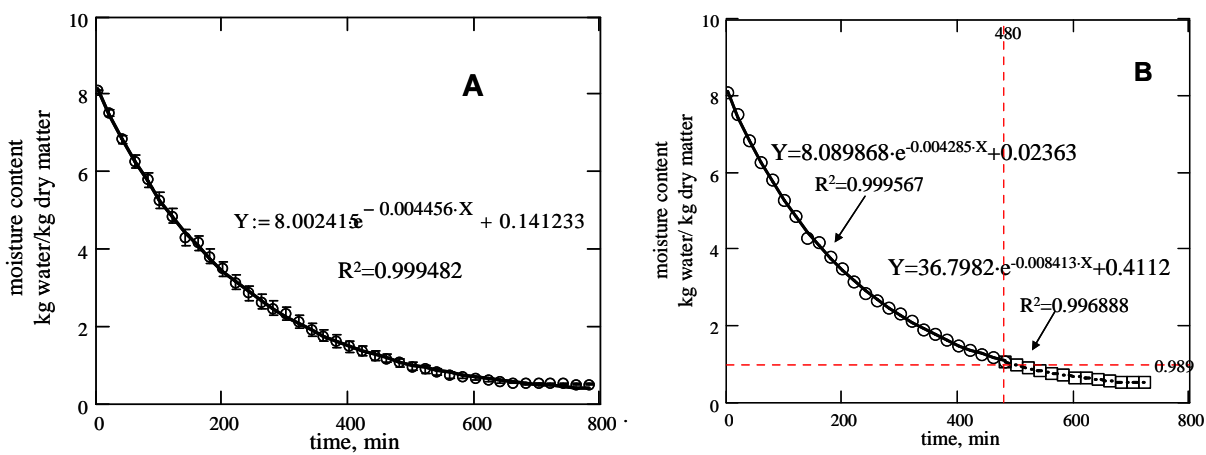 10
8
6
4
2
0
moisture content
kg water/kg dry matter
A
Y:= 8.002415·e^− 0.004456·X + 0.141233
R²=0.999482
0 200 400 600 800
time, min
10
8
6
4
2
0
moisture content
kg water/ kg dry matter
480
B
Y=8.089868·e^-0.004285·X+0.02363
R²=0.999567
Y=36.7982·e^-0.008413·X+0.4112
R²=0.996888
0.989
0 200 400 600 800
time, min